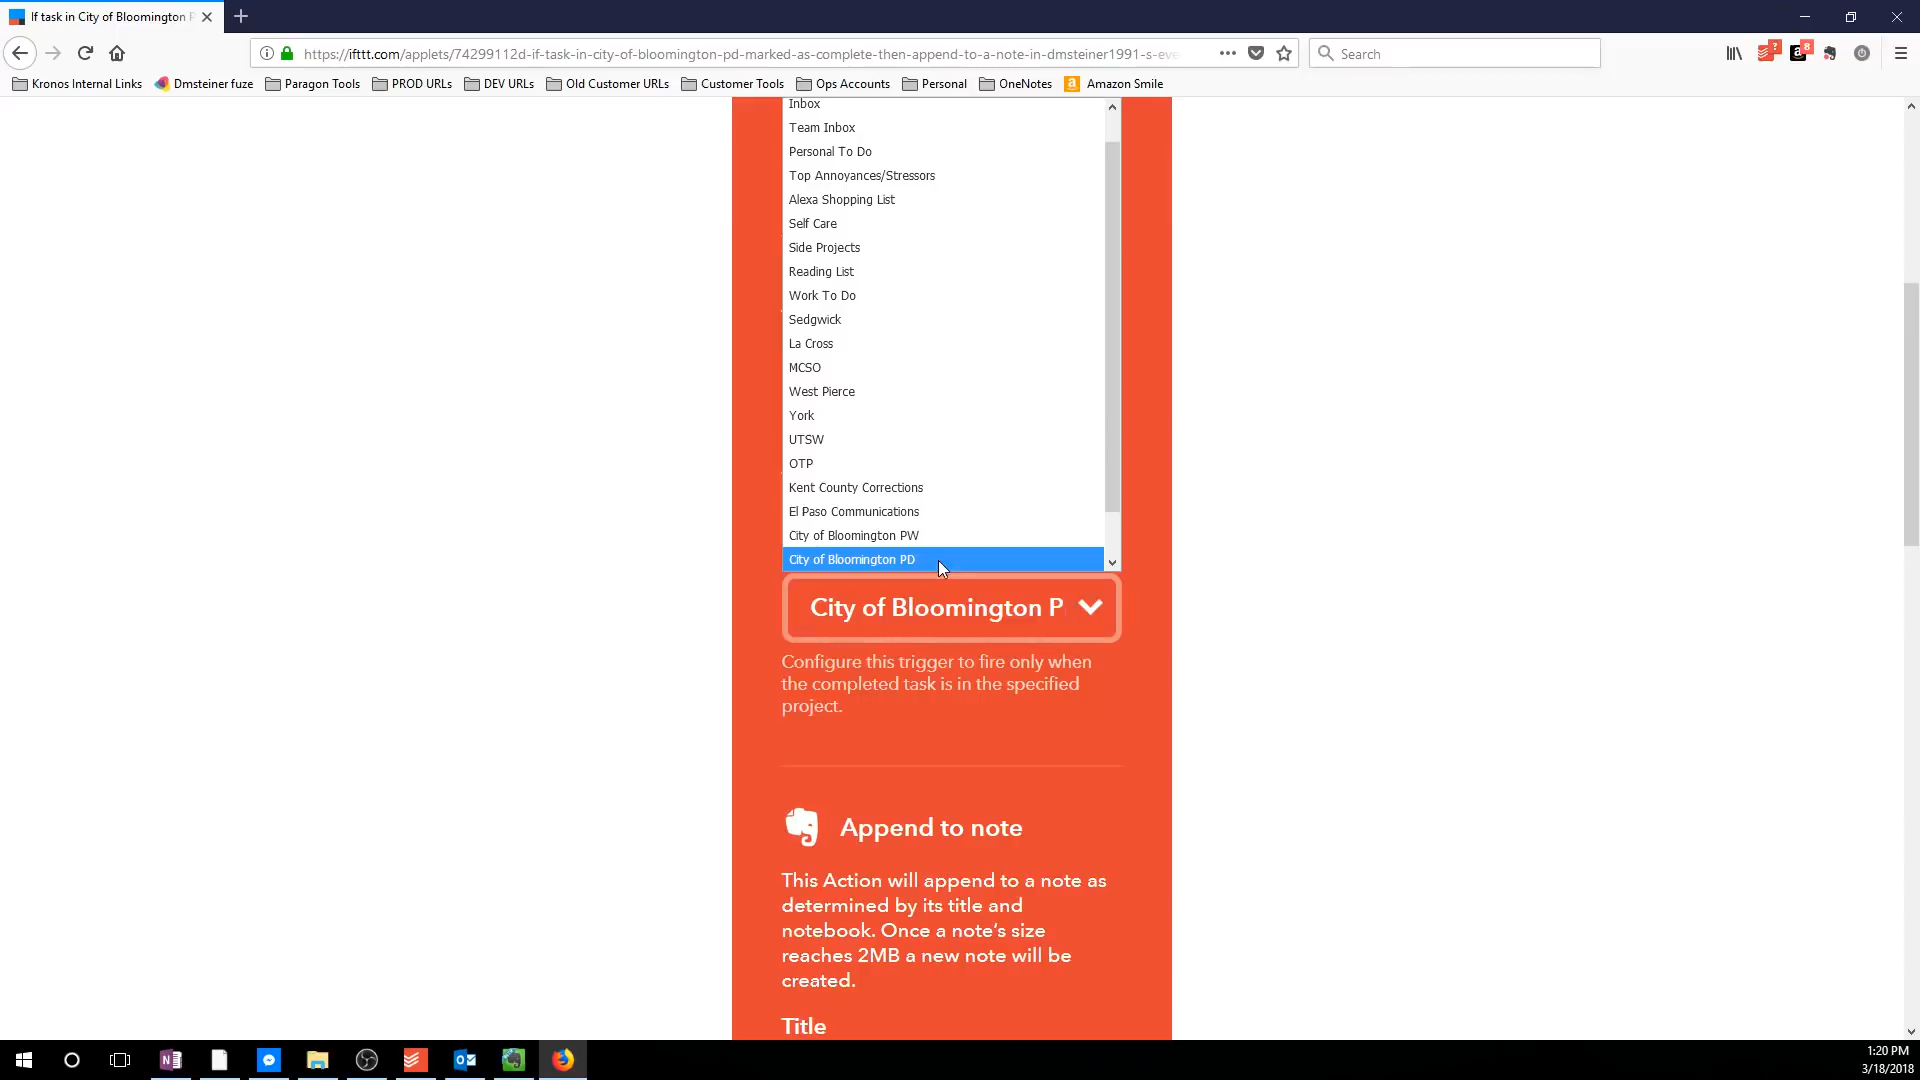 If task in City of Bloomington P
https://ifttt.com/applets/74299112d-if-task-in-city-of-bloomington-pd-marked-as-complete-then-append-to-a-note-in-dmsteiner1991-s-eve
Search
7
8
Kronos Internal Links
Dmsteiner fuze
Paragon Tools
PROD URLs
DEV URLs
Old Customer URLs
Customer Tools
Ops Accounts
Personal
OneNotes
Amazon Smile
Inbox
Team Inbox
Personal To Do
Top Annoyances/Stressors
Alexa Shopping List
Self Care
Side Projects
Reading List
Work To Do
Sedgwick
La Cross
MCSO
West Pierce
York
UTSW
OTP
Kent County Corrections
El Paso Communications
City of Bloomington PW
City of Bloomington PD
City of Bloomington P
Configure this trigger to fire only when
the completed task is in the specified
project.
Append to note
This Action will append to a note as
determined by its title and
notebook. Once a note's size
reaches 2MB a new note will be
created.
Title
1:20 PM
3/18/2018